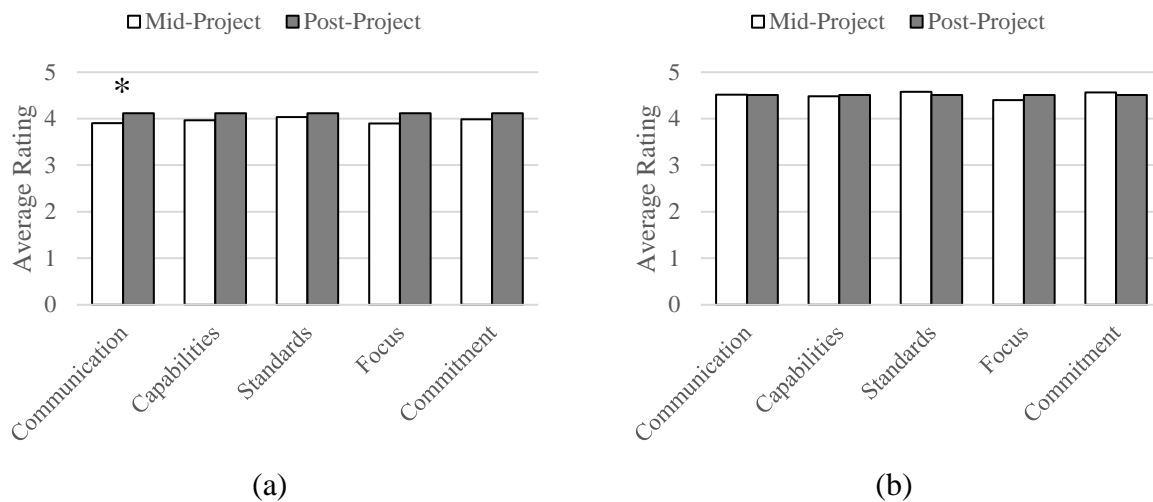 Mid-Project Post-Project
Average Rating
5
4
3
2
1
0
*
Communication
Capabilities
Standards
Focus
Commitment
(a)
Mid-Project Post-Project
Average Rating
5
4
3
2
1
0
Communication
Capabilities
Standards
Focus
Commitment
(b)